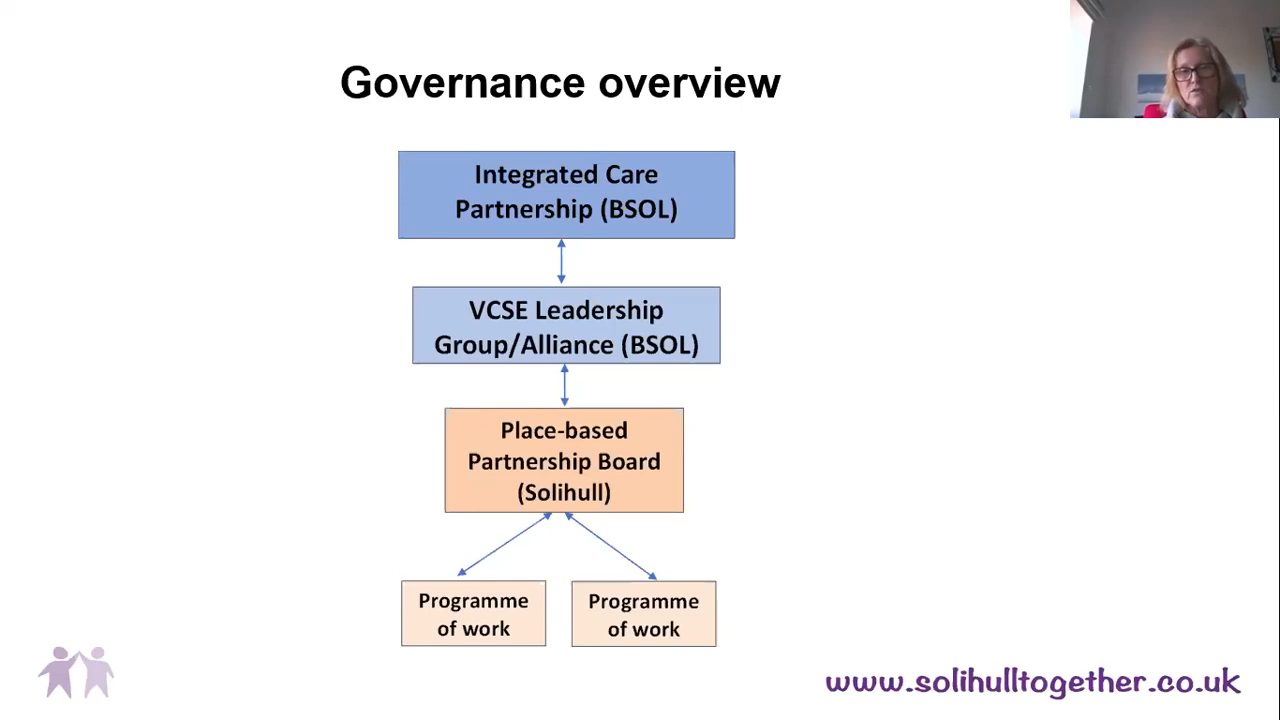 Governance overview
Integrated Care
Partnership (BSOL)
VCSE Leadership
Group/Alliance (BSOL)
Place-based
Partnership Board
(Solihull)
Programme
of work
Programme
of work
www.solihulltogether.co.uk